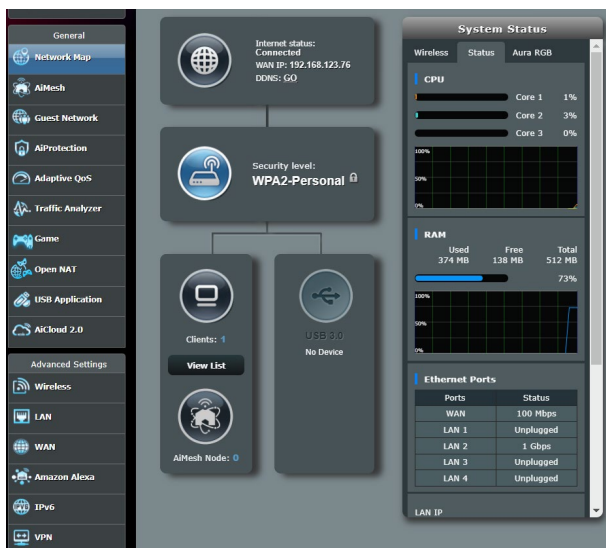 General
Network Map
AiMesh
Guest Network
AiProtection
Adaptive QoS
Traffic Analyzer
Game
Open NAT
USB Application
AiCloud 2.0
Advanced Settings
Wireless
LAN
WAN
Amazon Alexa
IPv6
VPN
Internet status:
Connected
WAN IP: 192.168.123.76
DDNS: GO
Security level:
WPA2-Personal
Clients: 1
View List
AiMesh Node: 0
USB 3.0
No Device
System Status
Wireless Status Aura RGB
CPU
Core 1 1%
Core 2 3%
Core 3 0%
100%
50%
0%
RAM
Used Free Total
374 MB 138 MB 512 MB
73%
100%
50%
0%
Ethernet Ports
Ports Status
WAN 100 Mbps
LAN 1 Unplugged
LAN 2 1 Gbps
LAN 3 Unplugged
LAN 4 Unplugged
LAN IP